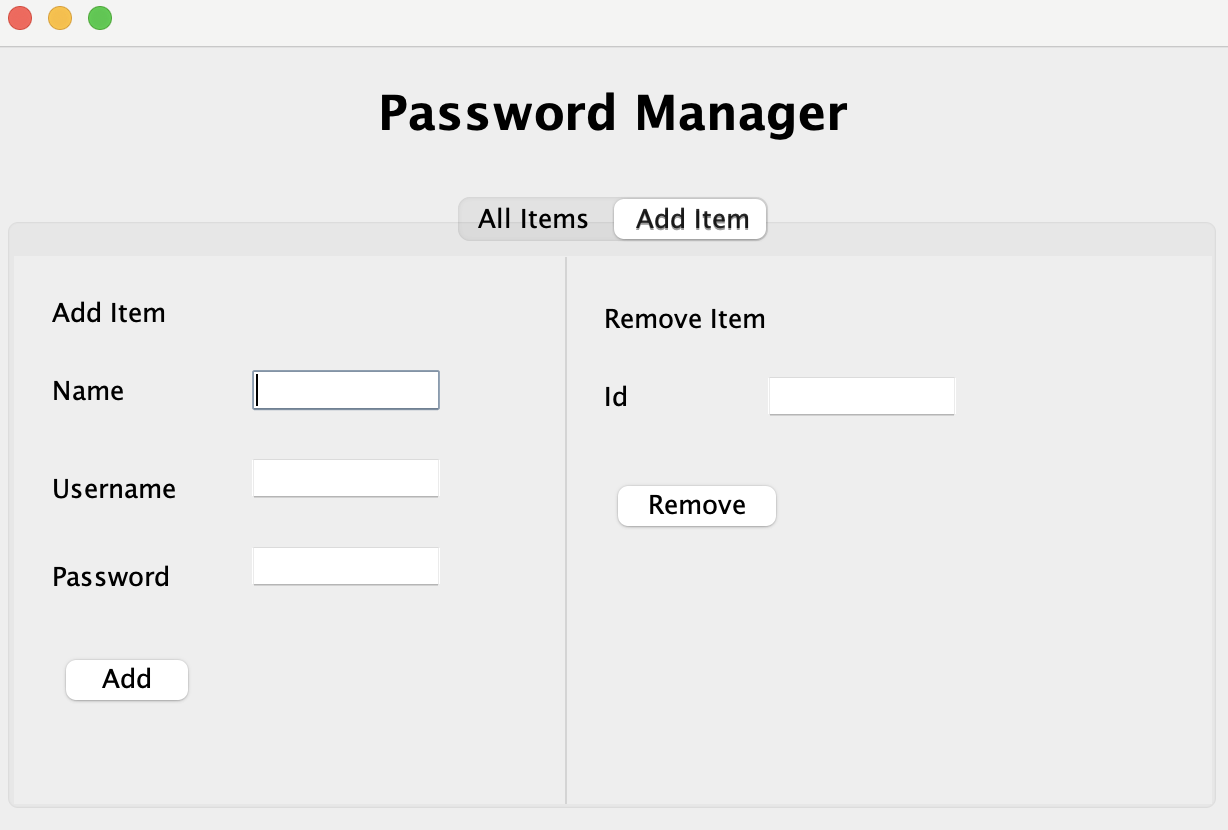 Password Manager
All Items
Add Item
Add Item
Name
Username
Password
Add
Remove Item
Id
Remove